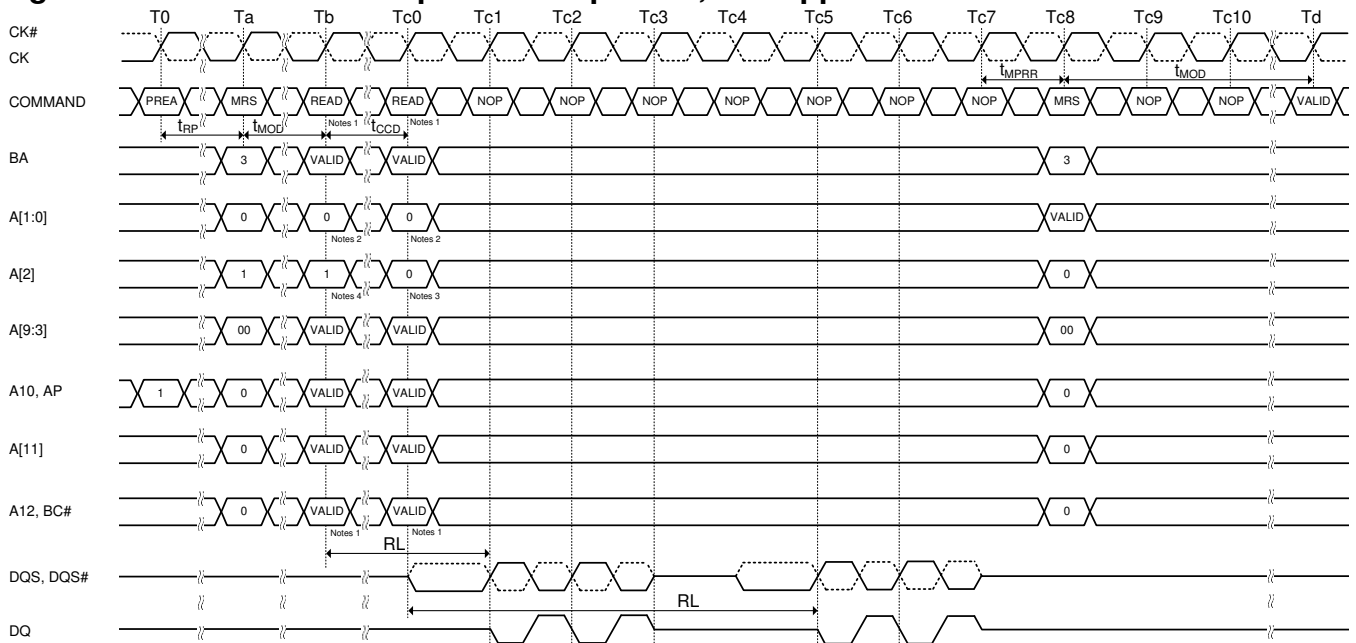 T0 Ta Tb Tc0 Tc1 Tc2 Tc3 Tc4 Tc5 Tc6 Tc7 Tc8 Tc9 Tc10 Td
CK#
CK
tMPRR tMOD
COMMAND PREA MRS READ READ NOP NOP NOP NOP NOP NOP NOP MRS NOP NOP VALID
Notes 1 Notes 1
tRP tMOD tCCD
BA 3 VALID VALID 3
A[1:0] 0 0 0 VALID
Notes 2 Notes 2
A[2] 1 1 0 0
Notes 4 Notes 3
A[9:3] 00 VALID VALID 00
A10, AP 1 0 VALID VALID 0
A[11] 0 VALID VALID 0
A12, BC# 0 VALID VALID 0
Notes 1 Notes 1
RL
DQS, DQS#
RL
DQ